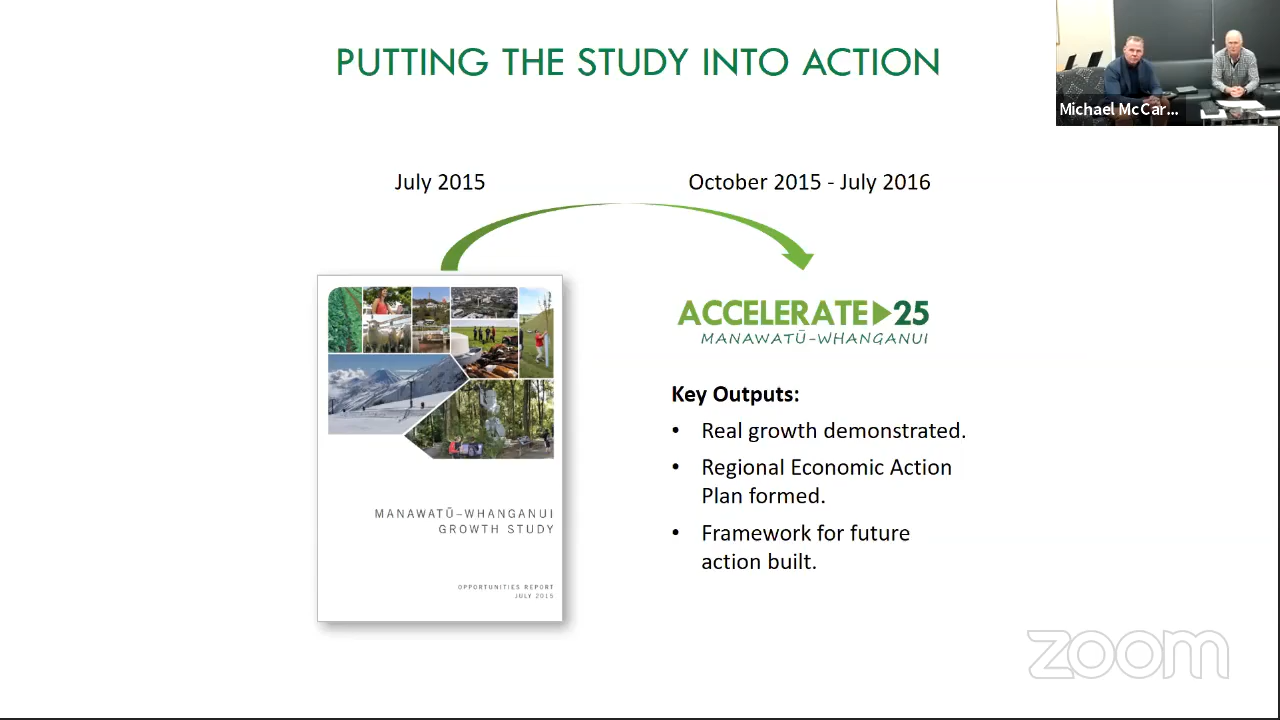 PUTTING THE STUDY INTO ACTION
Michael McCar...
July 2015
October 2015 - July 2016
ACCELERATE 25
MANAWATŪ-WHANGANUI
Key Outputs:
• Real growth demonstrated.
• Regional Economic Action
Plan formed.
• Framework for future
action built.
MANAWATŪ–WHANGANUI
GROWTH STUDY
OPPORTUNITIES REPORT
JULY 2015
zoom